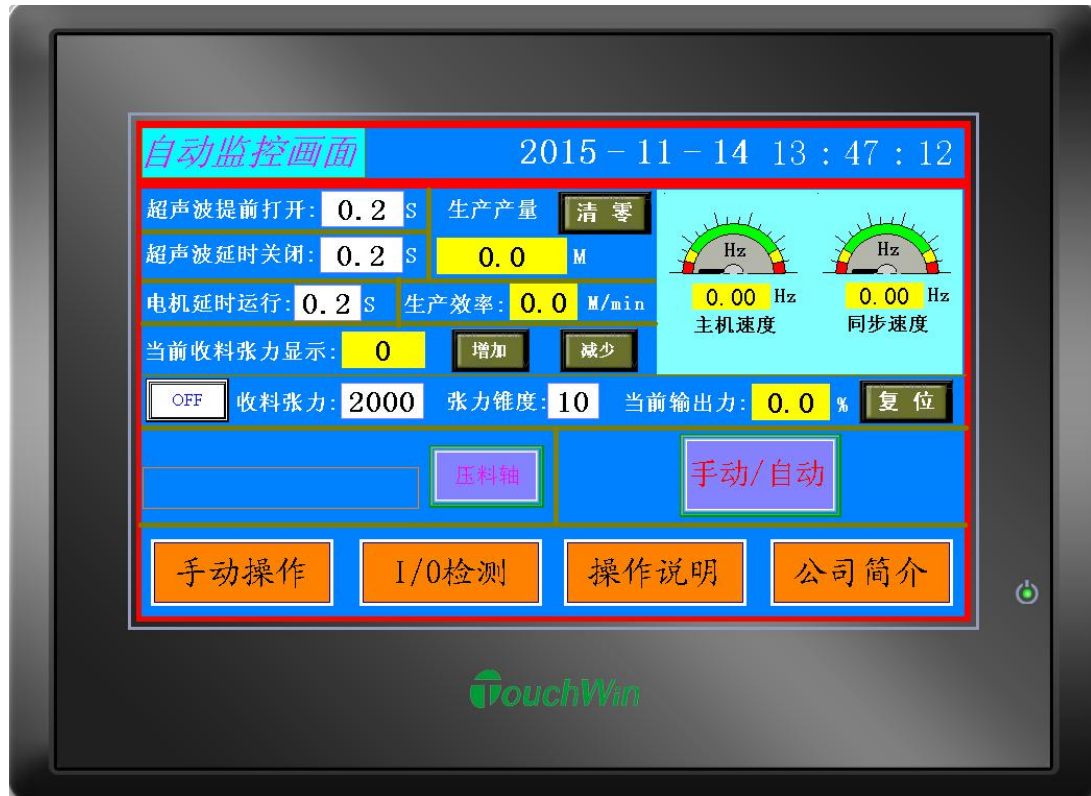 自动监控画面 2015-11-14 13:47:12
超声波提前打开: 0.2 S 生产产量 清零
超声波延时关闭: 0.2 S 0.0 M
Hz Hz
电机延时运行: 0.2 S 生产效率: 0.0 M/min
0.00 Hz 0.00 Hz
主机速度 同步速度
当前收料张力显示: 0 增加 减少
OFF 收料张力: 2000 张力锥度: 10 当前输出力: 0.0 % 复位
压料轴 手动/自动
手动操作 I/0检测 操作说明 公司简介
TouchWin